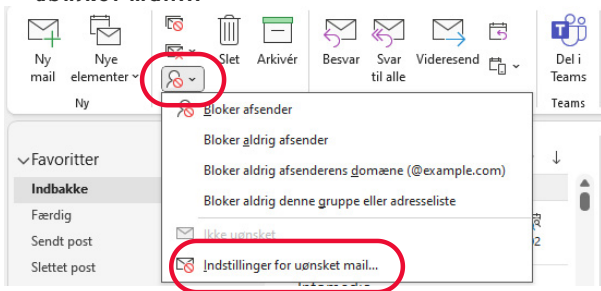 Ny mail
Nye elementer
Slet
Arkivér
Besvar
Svar til alle
Videresend
Del i Teams
Ny
Teams
Bloker afsender
Bloker aldrig afsender
Bloker aldrig afsenderens domæne (@example.com)
Bloker aldrig denne gruppe eller adresseliste
Ikke uønsket
Indstillinger for uønsket mail...
Favoritter
Indbakke
Færdig
Sendt post
Slettet post